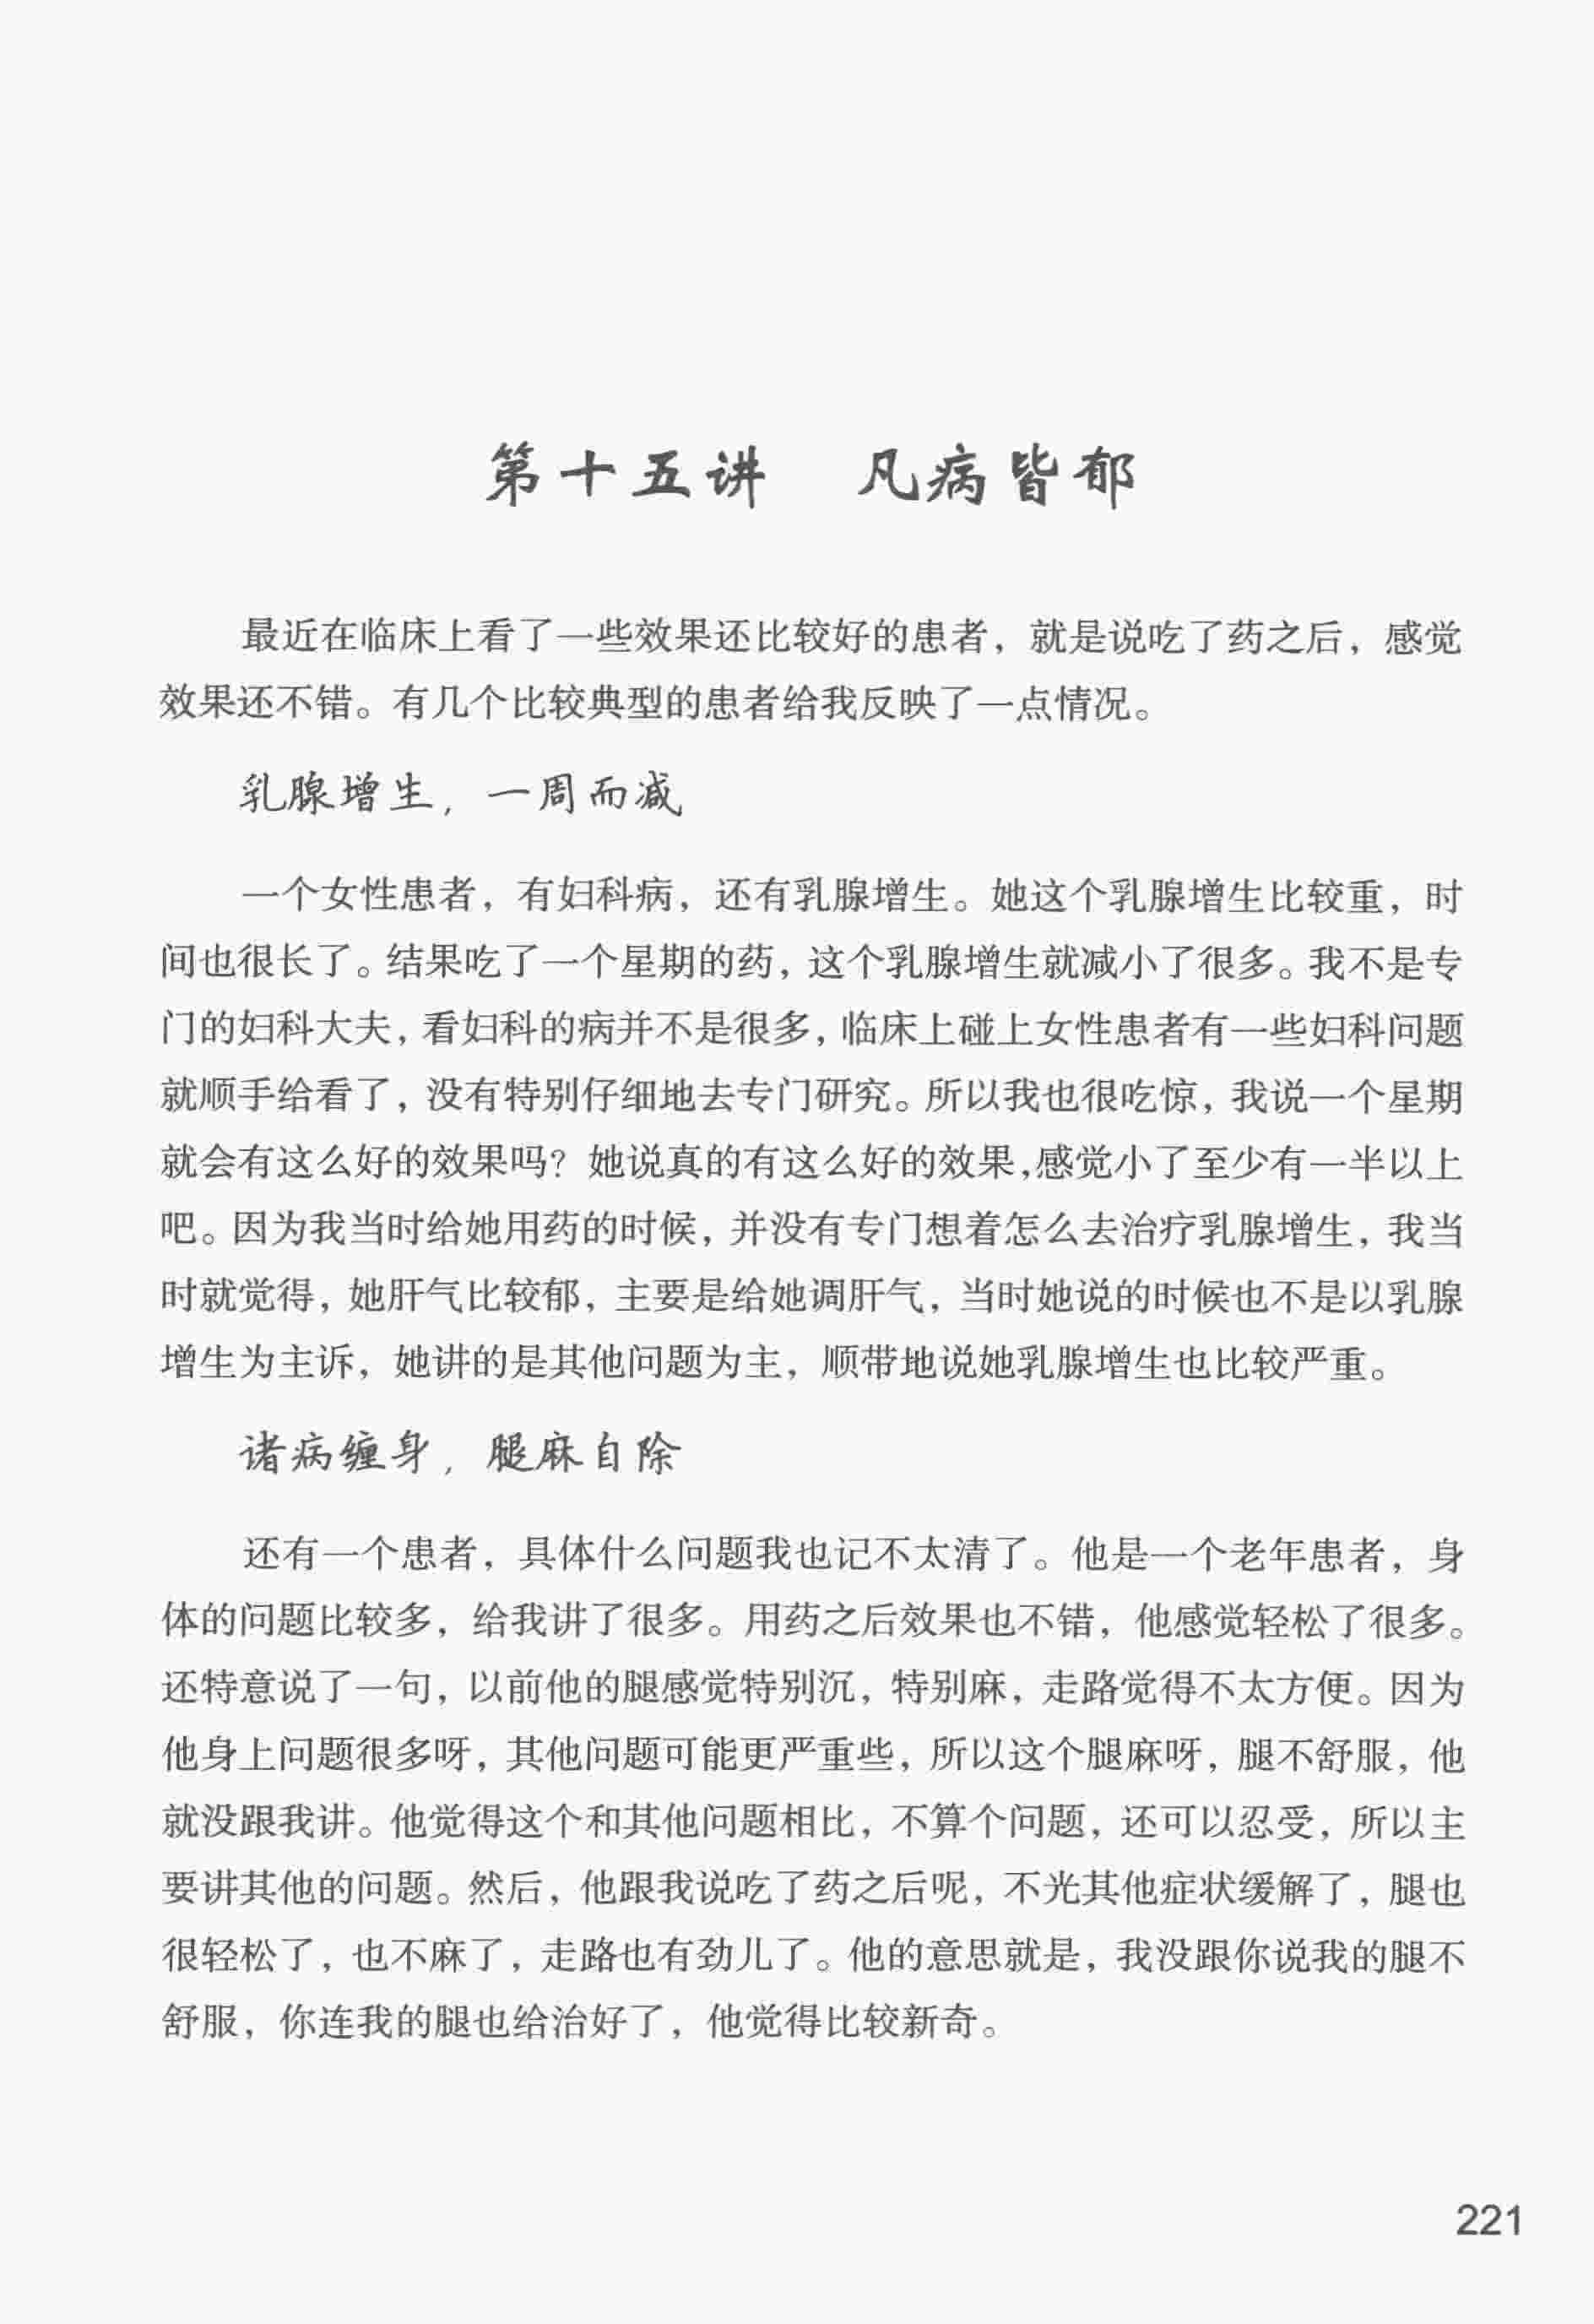 第十五讲 凡病皆郁
最近在临床上看了一些效果还比较好的患者，就是说吃了药之后，感觉
效果还不错。有几个比较典型的患者给我反映了一点情况。
乳腺增生，一周而减
一个女性患者，有妇科病，还有乳腺增生。她这个乳腺增生比较重，时
间也很长了。结果吃了一个星期的药，这个乳腺增生就减小了很多。我不是专
门的妇科大夫，看妇科的病并不是很多，临床上碰上女性患者有一些妇科问题
就顺手给看了，没有特别仔细地去专门研究。所以我也很吃惊，我说一个星期
就会有这么好的效果吗？她说真的有这么好的效果，感觉小了至少有一半以上
吧。因为我当时给她用药的时候，并没有专门想着怎么去治疗乳腺增生，我当
时就觉得，她肝气比较郁，主要是给她调肝气，当时她说的时候也不是以乳腺
增生为主诉，她讲的是其他问题为主，顺带地说她乳腺增生也比较严重。
诸病缠身，腿麻自除
还有一个患者，具体什么问题我也记不太清了。他是一个老年患者，身
体的问题比较多，给我讲了很多。用药之后效果也不错，他感觉轻松了很多。
还特意说了一句，以前他的腿感觉特别沉，特别麻，走路觉得不太方便。因为
他身上问题很多呀，其他问题可能更严重些，所以这个腿麻呀，腿不舒服，他
就没跟我讲。他觉得这个和其他问题相比，不算个问题，还可以忍受，所以主
要讲其他的问题。然后，他跟我说吃了药之后呢，不光其他症状缓解了，腿也
很轻松了，也不麻了，走路也有劲儿了。他的意思就是，我没跟你说我的腿不
舒服，你连我的腿也给治好了，他觉得比较新奇。
221